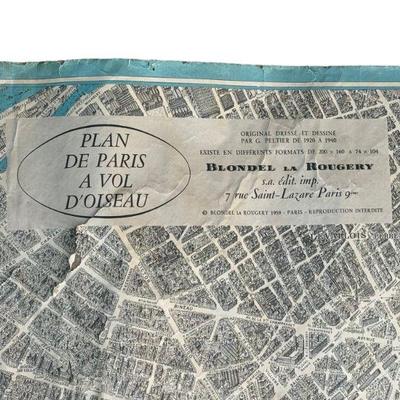 PLAN
DE PARIS
A VOL
D'OISEAU
ORIGINAL DRESSÉ ET DESSINÉ
PAR G. PELTIER DE 1920 A 1940
EXISTE EN DIFFÉRENTS FORMATS DE 200 × 160 A 74 × 104
BLONDEL LA ROUGERY
s.a. édit. imp.
7 rue Saint-Lazare Paris 9ème
© BLONDEL LA ROUGERY 1959 - PARIS - REPRODUCTION INTERDITE